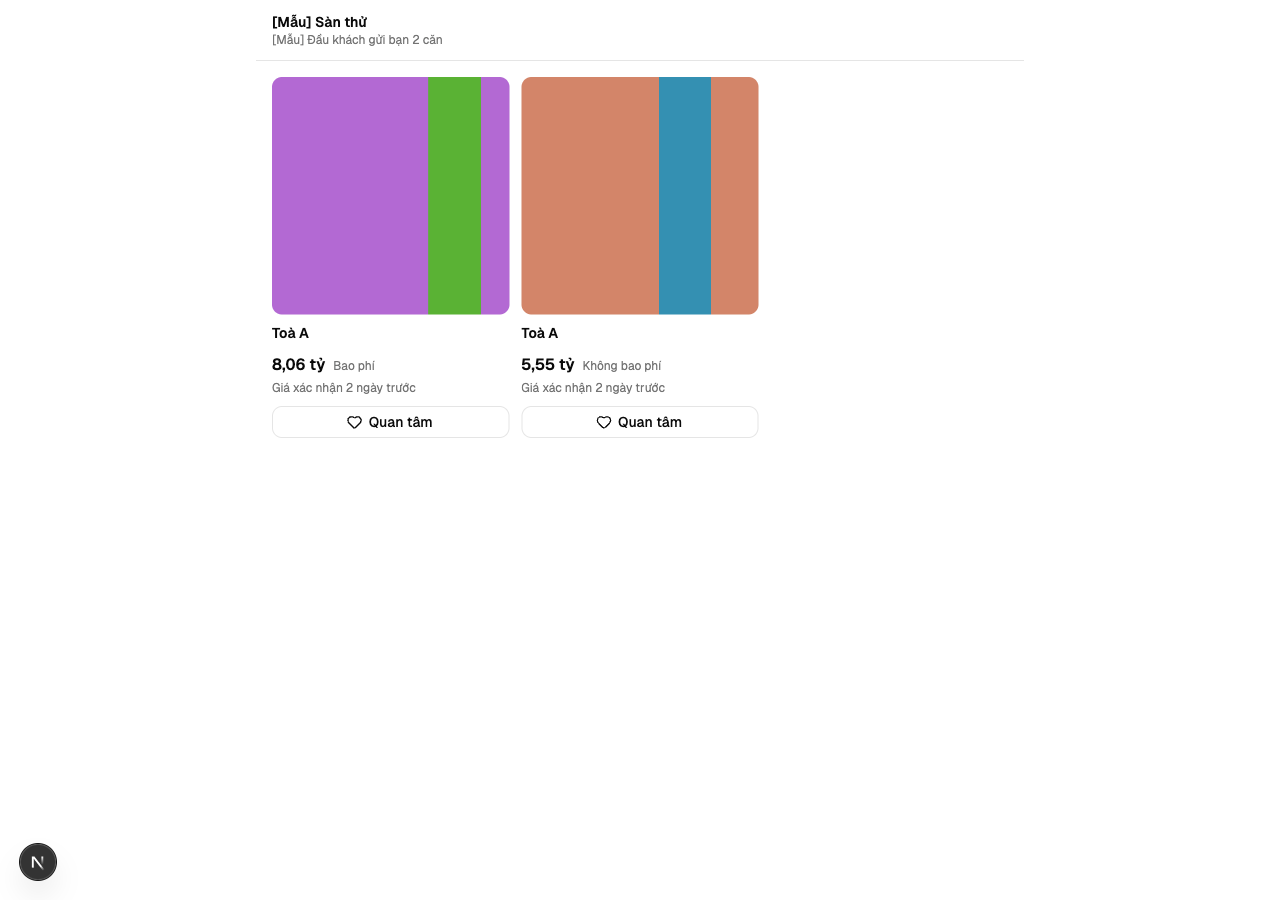 [Mẫu] Sàn thử
[Mẫu] Đầu khách gửi bạn 2 căn
Toà A
8,06 tỷ Bao phí
Giá xác nhận 2 ngày trước
Quan tâm
Toà A
5,55 tỷ Không bao phí
Giá xác nhận 2 ngày trước
Quan tâm
N